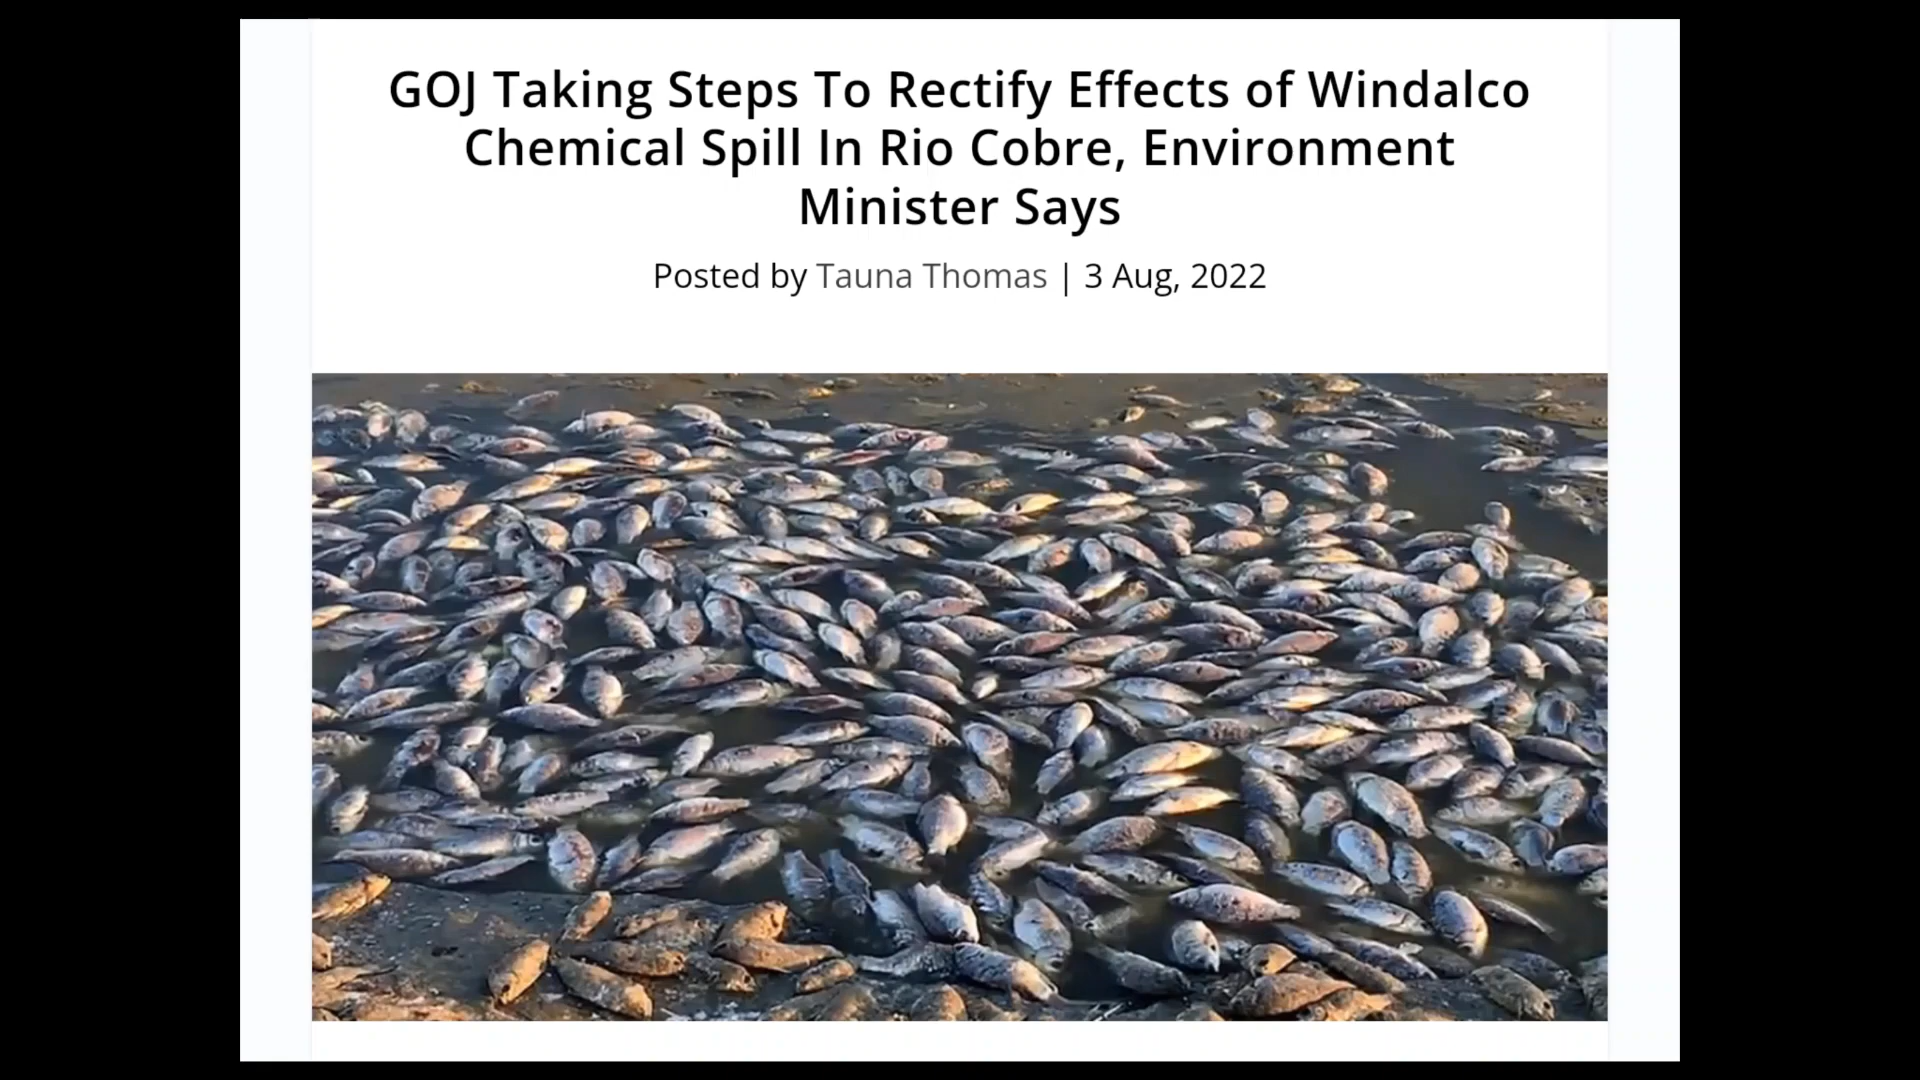 GOJ Taking Steps To Rectify Effects of Windalco
Chemical Spill In Rio Cobre, Environment
Minister Says
Posted by Tauna Thomas | 3 Aug, 2022